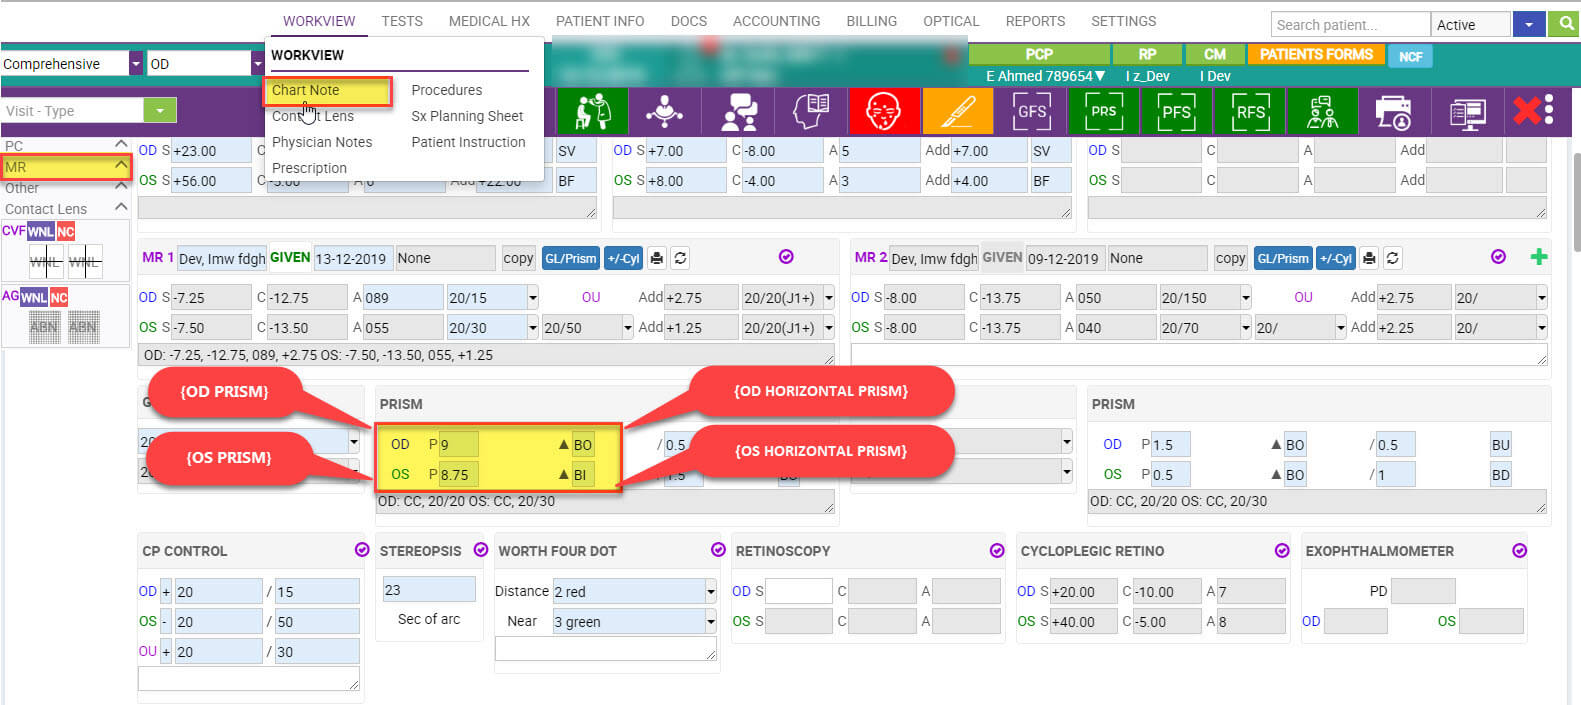 WORKVIEW TESTS MEDICAL HX PATIENT INFO DOCS ACCOUNTING BILLING OPTICAL REPORTS SETTINGS Search patient... Active
WORKVIEW
Chart Note Procedures
Contact Lens Sx Planning Sheet
Physician Notes Patient Instruction
Prescription
Comprehensive OD PCP RP CM PATIENTS FORMS NCF
E Ahmed 789654▼ I z_Dev I Dev
Visit - Type GFS PRS PFS RFS
PC
MR
Other
Contact Lens
CVF WNL NC
WNL WNL
AG WNL NC
ABN ABN
OD S +23.00 SV OD S +7.00 C -8.00 A 5 Add +7.00 SV OD S C A Add
OS S +56.00 BF OS S +8.00 C -4.00 A 3 Add +4.00 BF OS S C A Add
MR 1 Dev, Imw fdgh GIVEN 13-12-2019 None copy GL/Prism +/-Cyl MR 2 Dev, Imw fdgh GIVEN 09-12-2019 None copy GL/Prism +/-Cyl
OD S -7.25 C -12.75 A 089 20/15 OU Add +2.75 20/20(J1+) OD S -8.00 C -13.75 A 050 20/150 OU Add +2.75 20/
OS S -7.50 C -13.50 A 055 20/30 20/50 Add +1.25 20/20(J1+) OS S -8.00 C -13.75 A 040 20/70 20/ Add +2.25 20/
OD: -7.25, -12.75, 089, +2.75 OS: -7.50, -13.50, 055, +1.25
{OD PRISM} {OD HORIZONTAL PRISM}
PRISM PRISM
OD P 9 ▲ BO / 0.5 OD P 1.5 ▲ BO / 0.5 BU
{OS PRISM} {OS HORIZONTAL PRISM}
OS P 8.75 ▲ BI / 1.5 OS P 0.5 ▲ BO / 1 BD
OD: CC, 20/20 OS: CC, 20/30 OD: CC, 20/20 OS: CC, 20/30
CP CONTROL STEREOPSIS WORTH FOUR DOT RETINOSCOPY CYCLOPLEGIC RETINO EXOPHTHALMOMETER
OD + 20 / 15 23 Distance 2 red OD S C A OD S +20.00 C -10.00 A 7 PD
OS - 20 / 50 Sec of arc Near 3 green OS S C A OS S +40.00 C -5.00 A 8 OD OS
OU + 20 / 30